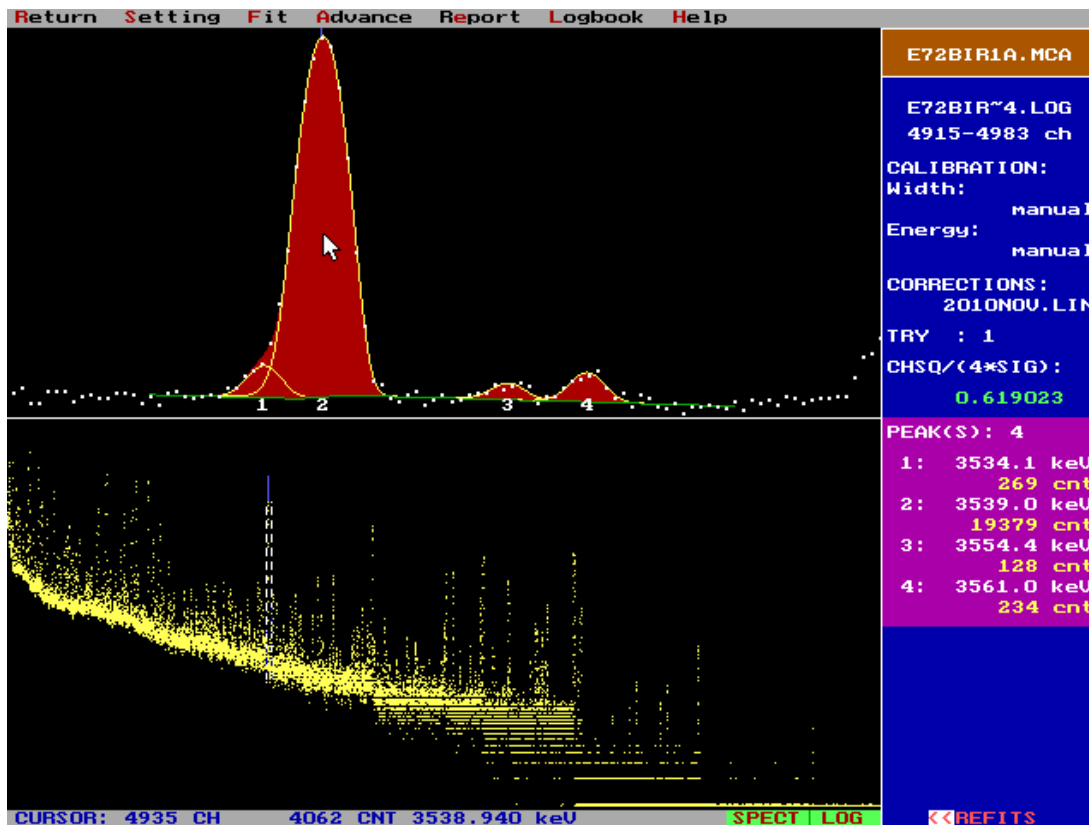 Return Setting Fit Advance Report Logbook Help
E72BIR1A.MCA
E72BIR~4.LOG
4915-4983 ch
CALIBRATION:
Width:
manual
Energy:
manual
CORRECTIONS:
2010NOV.LIN
TRY : 1
CHSQ/(4*SIG):
0.619023
1 2 3 4
PEAK(S): 4
1: 3534.1 keV
269 cnt
2: 3539.0 keV
19379 cnt
3: 3554.4 keV
128 cnt
4: 3561.0 keV
234 cnt
CURSOR: 4935 CH 4062 CNT 3538.940 keV SPECT LOG <<REFITS